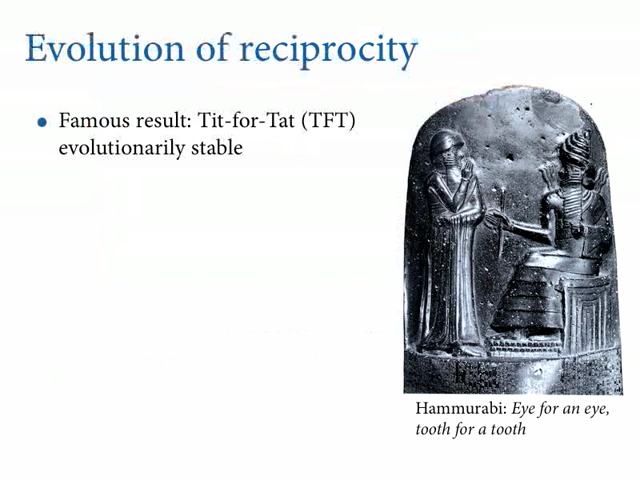 Evolution of reciprocity
• Famous result: Tit-for-Tat (TFT)
evolutionarily stable
Hammurabi: Eye for an eye,
tooth for a tooth